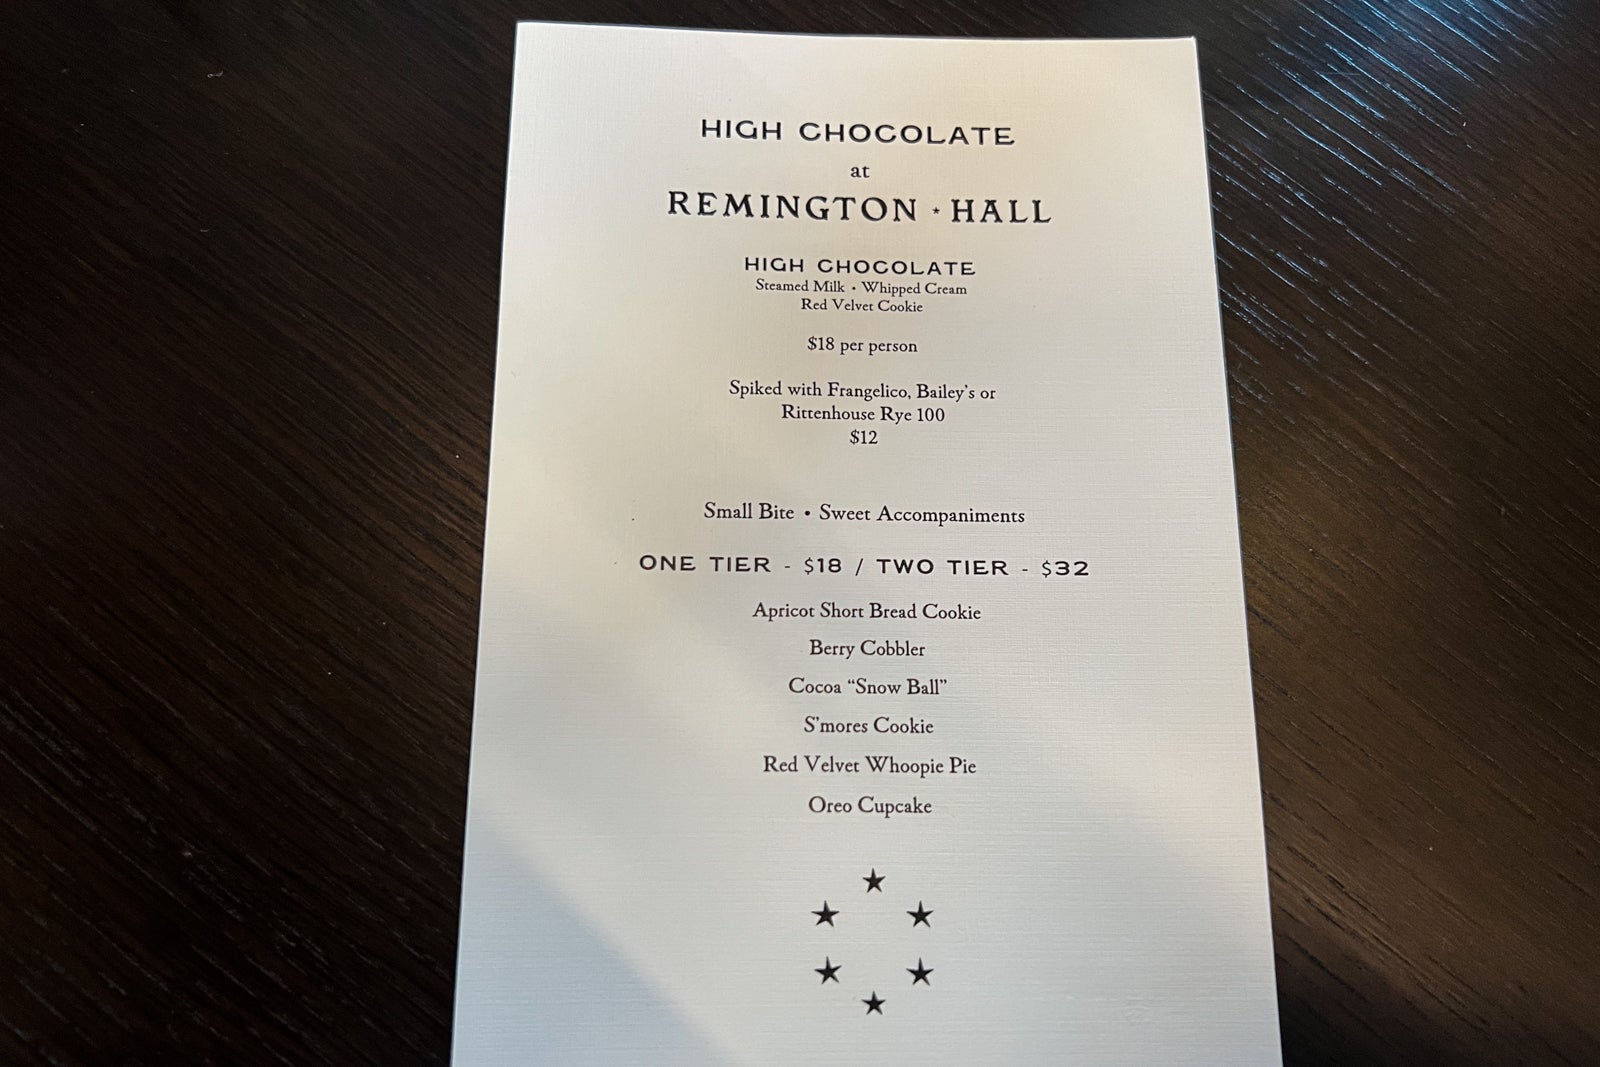 HIGH CHOCOLATE
at
REMINGTON ⋆ HALL
HIGH CHOCOLATE
Steamed Milk • Whipped Cream
Red Velvet Cookie
$18 per person
Spiked with Frangelico, Bailey's or
Rittenhouse Rye 100
$12
Small Bite • Sweet Accompaniments
ONE TIER - $18 / TWO TIER - $32
Apricot Short Bread Cookie
Berry Cobbler
Cocoa “Snow Ball”
S'mores Cookie
Red Velvet Whoopie Pie
Oreo Cupcake